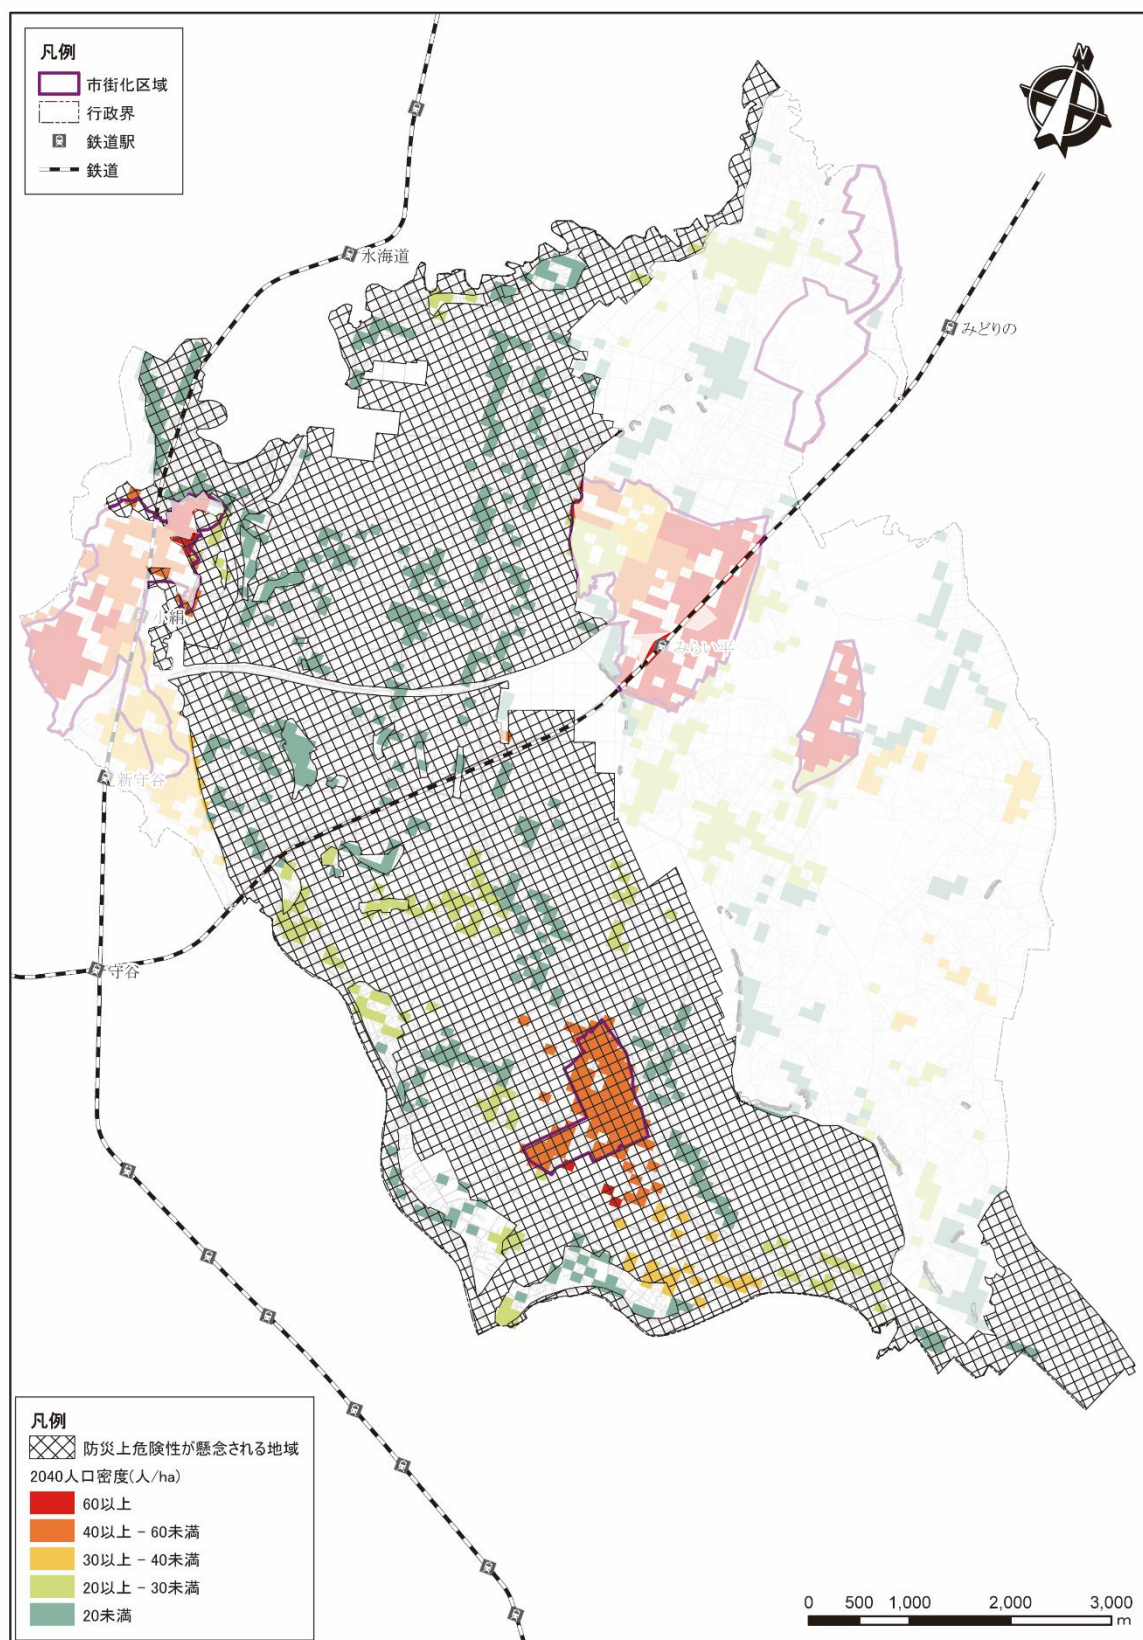 凡例
市街化区域
行政界
鉄道駅
鉄道
N
水海道
みどりの
小絹
みらい平
新守谷
守谷
凡例
防災上危険性が懸念される地域
2040人口密度(人/ha)
60以上
40以上 - 60未満
30以上 - 40未満
20以上 - 30未満
20未満
0 500 1,000 2,000 3,000
m